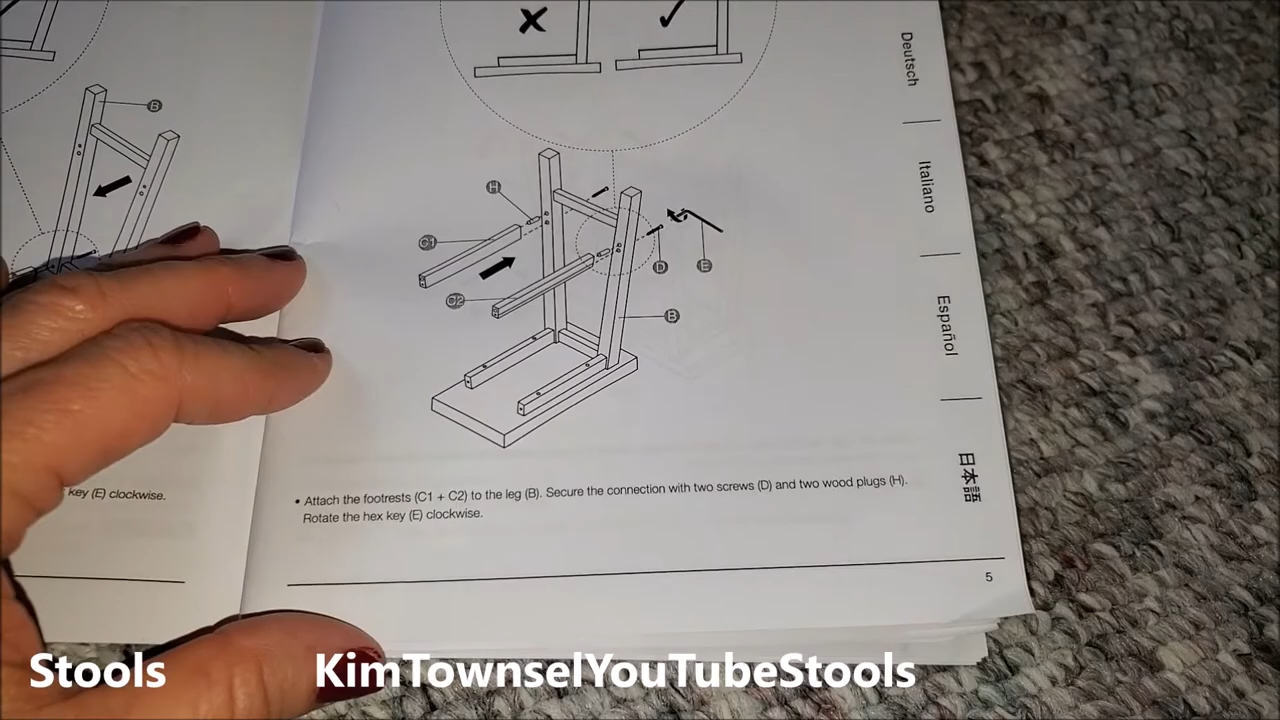 B
H
C1
C2
D
E
B
key (E) clockwise.
• Attach the footrests (C1 + C2) to the leg (B). Secure the connection with two screws (D) and two wood plugs (H).
Rotate the hex key (E) clockwise.
5
Deutsch
Italiano
Español
日本語
Stools
KimTownselYouTubeStools